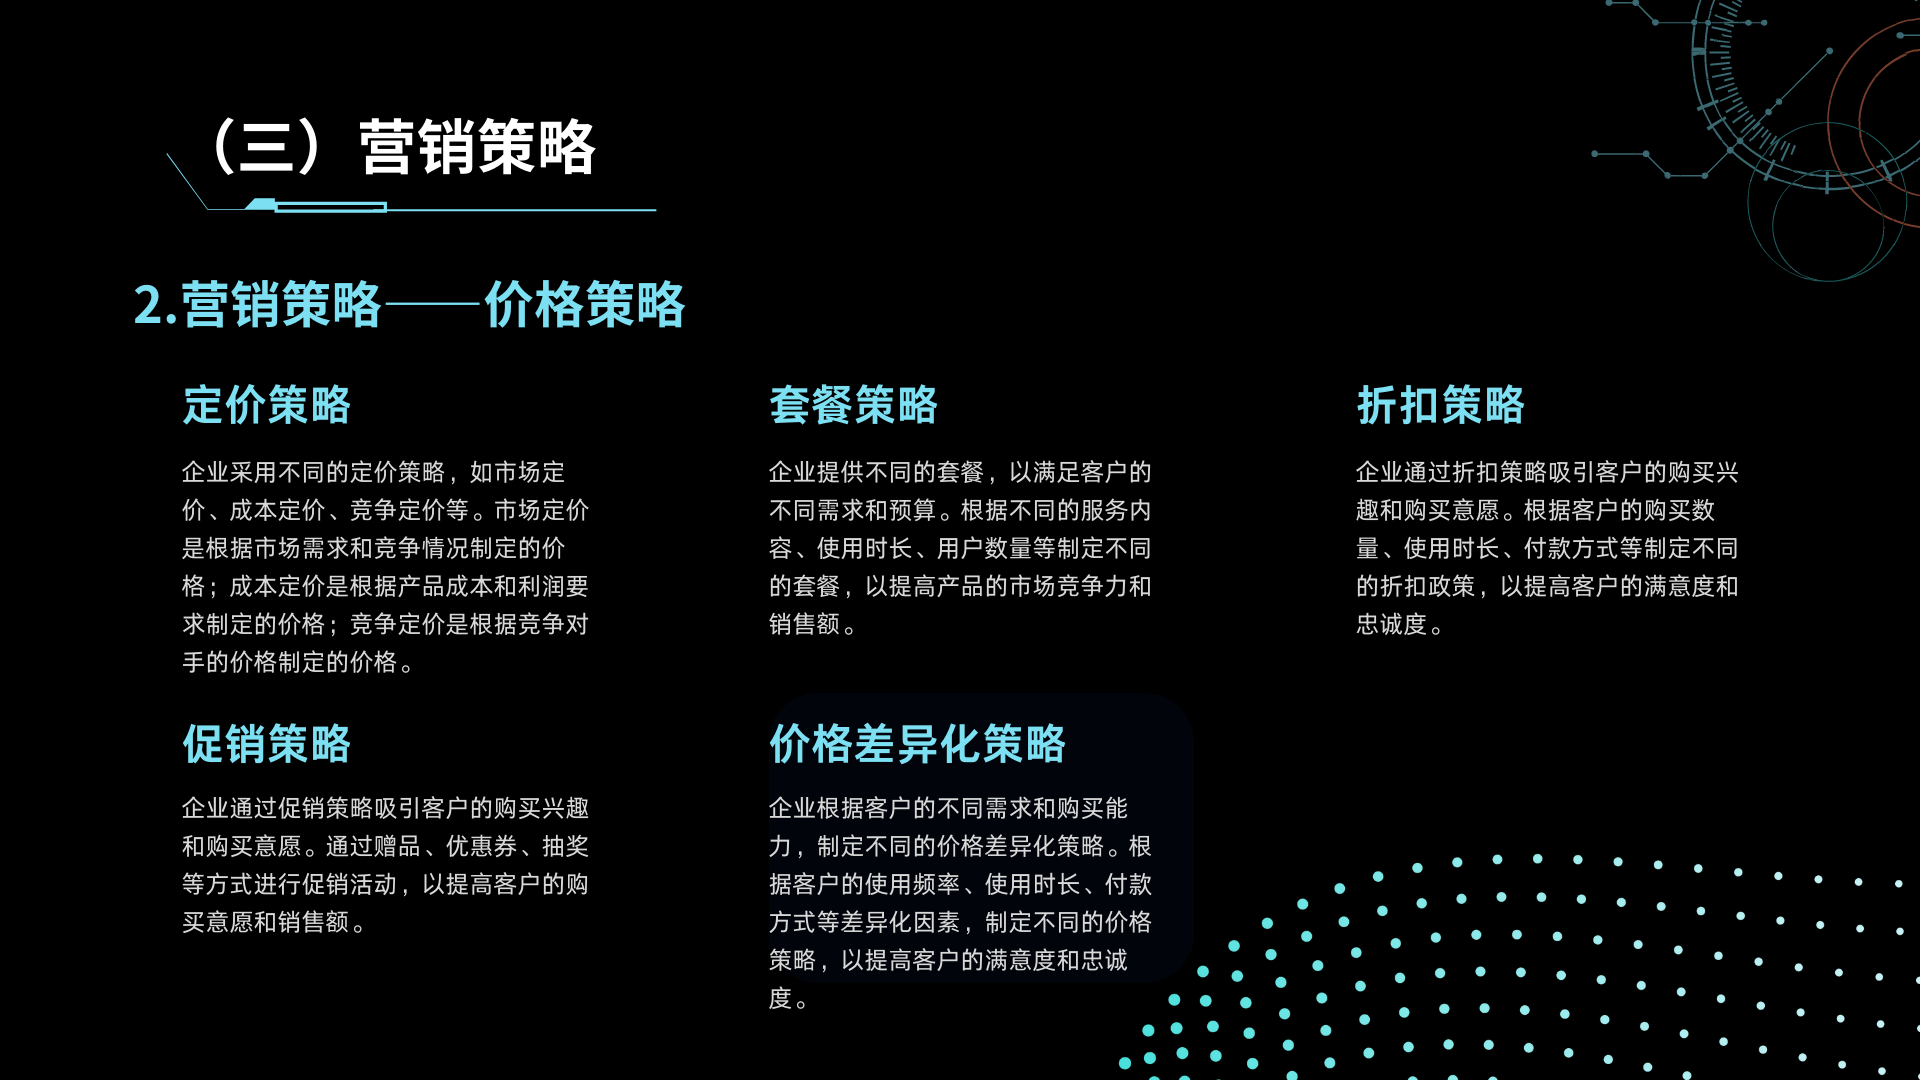 （三）营销策略
2.营销策略——价格策略
定价策略
企业采用不同的定价策略，如市场定
价、成本定价、竞争定价等。市场定价
是根据市场需求和竞争情况制定的价
格；成本定价是根据产品成本和利润要
求制定的价格；竞争定价是根据竞争对
手的价格制定的价格。
套餐策略
企业提供不同的套餐，以满足客户的
不同需求和预算。根据不同的服务内
容、使用时长、用户数量等制定不同
的套餐，以提高产品的市场竞争力和
销售额。
折扣策略
企业通过折扣策略吸引客户的购买兴
趣和购买意愿。根据客户的购买数
量、使用时长、付款方式等制定不同
的折扣政策，以提高客户的满意度和
忠诚度。
促销策略
企业通过促销策略吸引客户的购买兴趣
和购买意愿。通过赠品、优惠券、抽奖
等方式进行促销活动，以提高客户的购
买意愿和销售额。
价格差异化策略
企业根据客户的不同需求和购买能
力，制定不同的价格差异化策略。根
据客户的使用频率、使用时长、付款
方式等差异化因素，制定不同的价格
策略，以提高客户的满意度和忠诚
度。